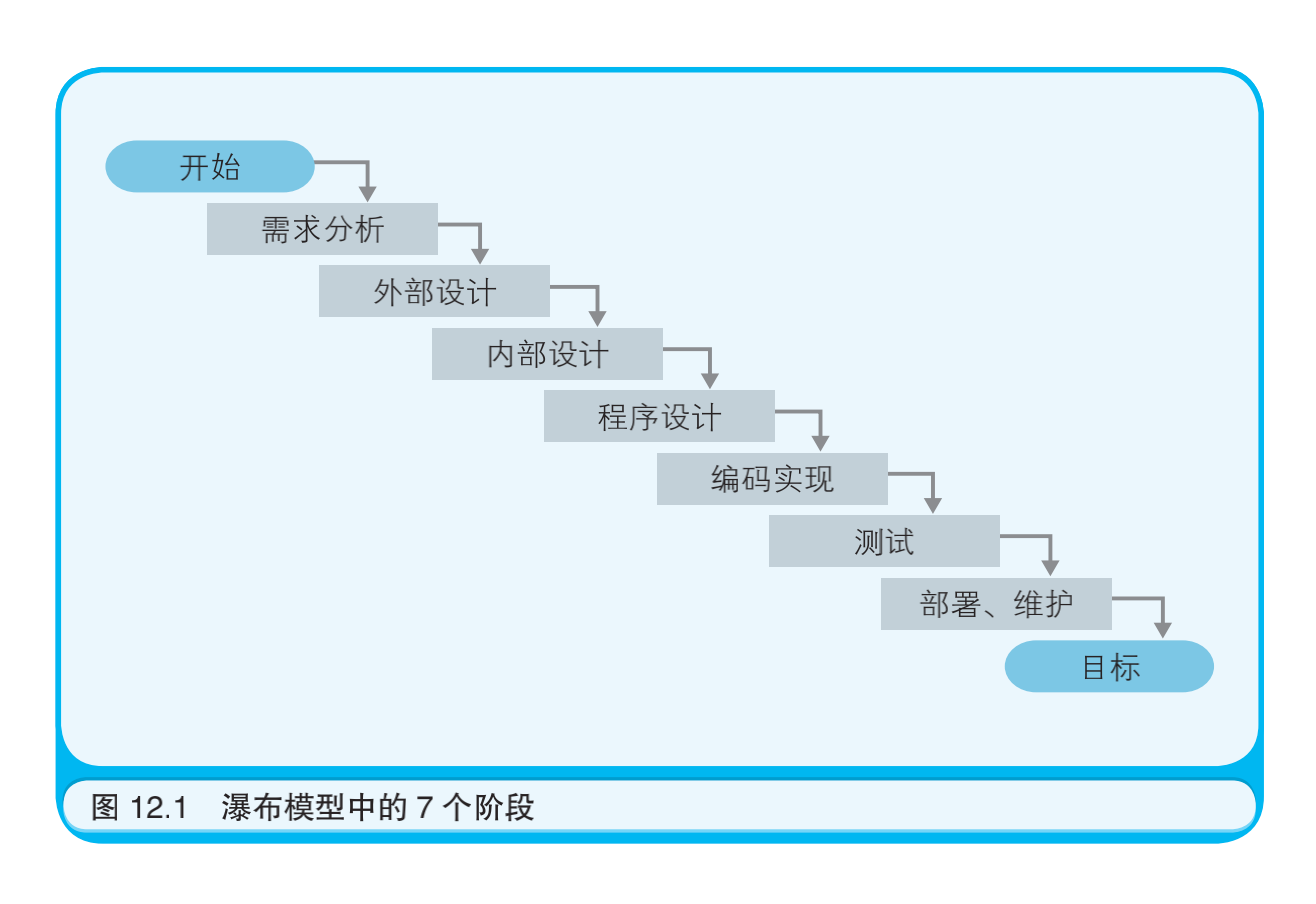 开始
需求分析
外部设计
内部设计
程序设计
编码实现
测试
部署、维护
目标
图 12.1 瀑布模型中的 7 个阶段